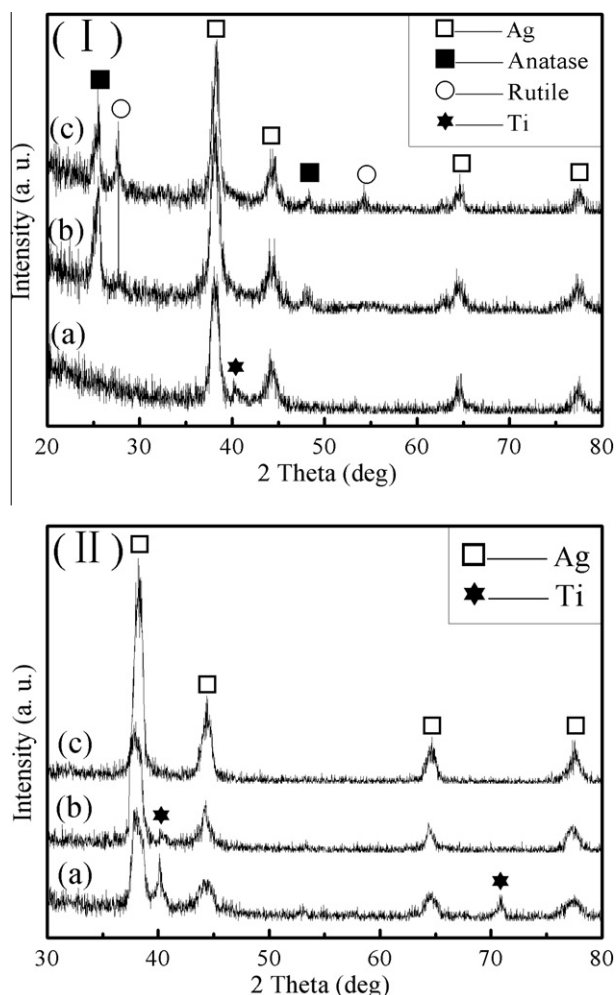 ( I )
Ag
Anatase
Rutile
Ti
(c)
(b)
(a)
Intensity (a. u.)
20 30 40 50 60 70 80
2 Theta (deg)
( II )
Ag
Ti
(c)
(b)
(a)
Intensity (a. u.)
30 40 50 60 70 80
2 Theta (deg)